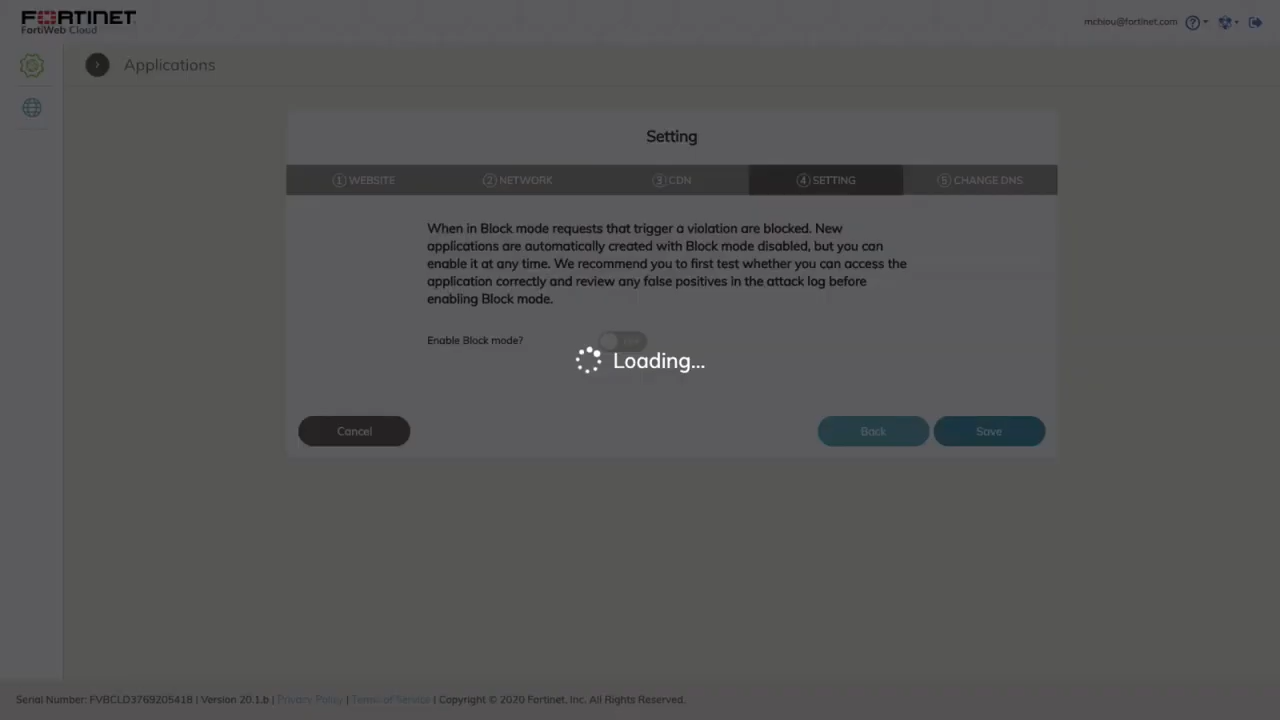 FORTINET
FortiWeb Cloud
mchiou@fortinet.com
Applications
Setting
1 WEBSITE
2 NETWORK
3 CDN
4 SETTING
5 CHANGE DNS
When in Block mode requests that trigger a violation are blocked. New
applications are automatically created with Block mode disabled, but you can
enable it at any time. We recommend you to first test whether you can access the
application correctly and review any false positives in the attack log before
enabling Block mode.
Enable Block mode?
Loading...
Cancel
Back
Save
Serial Number: FVBCLD3769205418 | Version 20.1.b | Privacy Policy | Terms of Service | Copyright © 2020 Fortinet, Inc. All Rights Reserved.